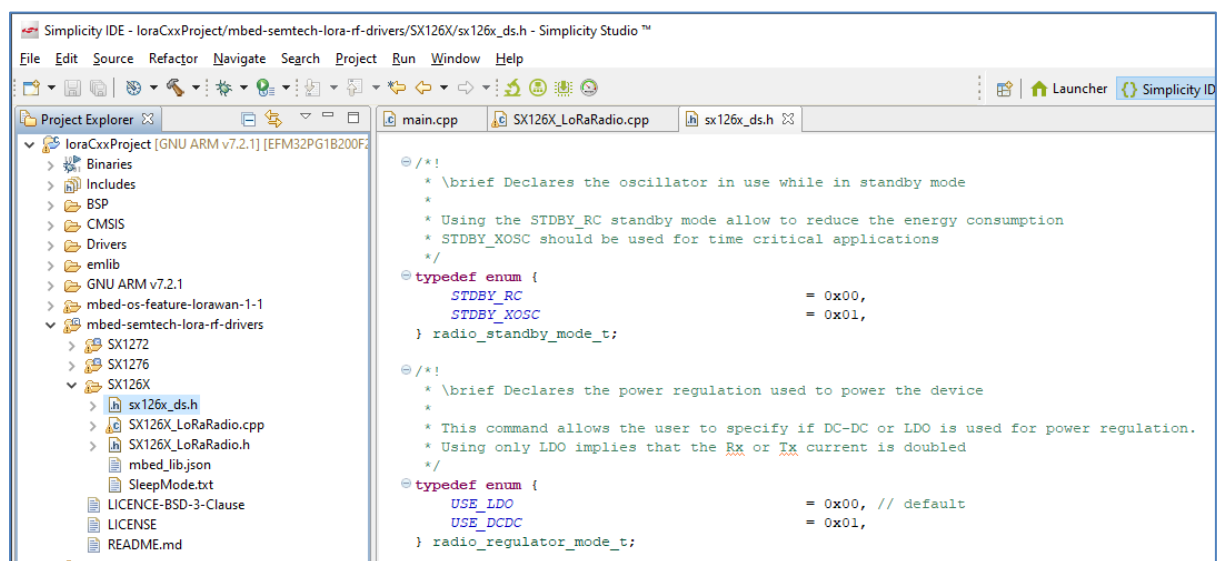 Simplicity IDE - loraCxxProject/mbed-semtech-lora-rf-drivers/SX126X/sx126x_ds.h - Simplicity Studio ™
File Edit Source Refactor Navigate Search Project Run Window Help
Launcher {} Simplicity ID
Project Explorer
loraCxxProject [GNU ARM v7.2.1] [EFM32PG1B200F2
Binaries
Includes
BSP
CMSIS
Drivers
emlib
GNU ARM v7.2.1
mbed-os-feature-lorawan-1-1
mbed-semtech-lora-rf-drivers
SX1272
SX1276
SX126X
sx126x_ds.h
SX126X_LoRaRadio.cpp
SX126X_LoRaRadio.h
mbed_lib.json
SleepMode.txt
LICENCE-BSD-3-Clause
LICENSE
README.md
main.cpp SX126X_LoRaRadio.cpp sx126x_ds.h
/*!
* \brief Declares the oscillator in use while in standby mode
*
* Using the STDBY_RC standby mode allow to reduce the energy consumption
* STDBY_XOSC should be used for time critical applications
*/
typedef enum {
STDBY_RC = 0x00,
STDBY_XOSC = 0x01,
} radio_standby_mode_t;
/*!
* \brief Declares the power regulation used to power the device
*
* This command allows the user to specify if DC-DC or LDO is used for power regulation.
* Using only LDO implies that the Rx or Tx current is doubled
*/
typedef enum {
USE_LDO = 0x00, // default
USE_DCDC = 0x01,
} radio_regulator_mode_t;